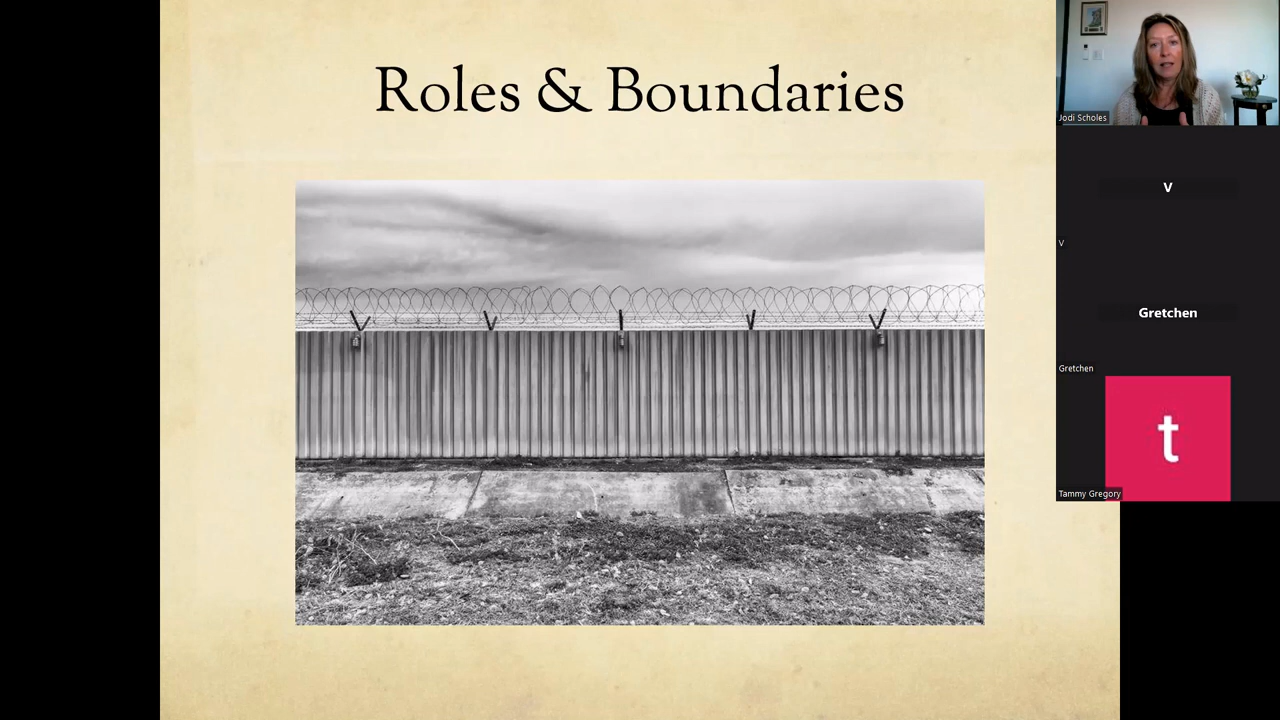 Roles & Boundaries
Jodi Scholes
V
V
Gretchen
Gretchen
t
Tammy Gregory